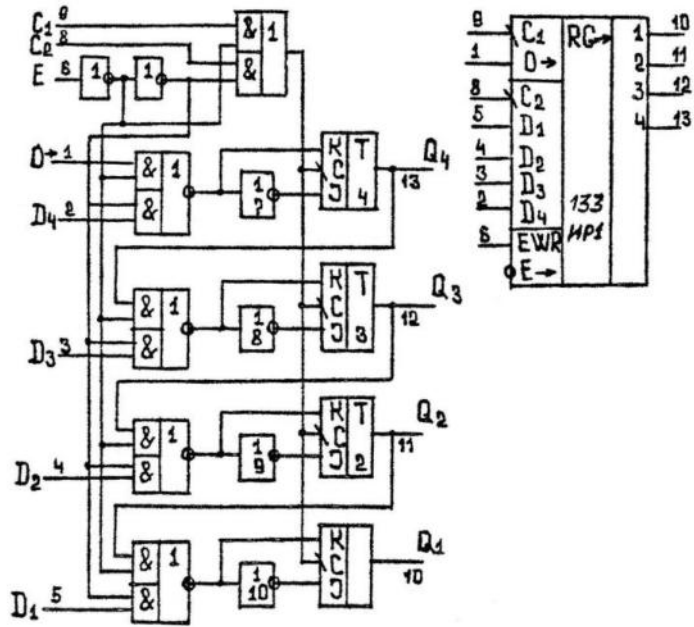 C1 9
C2 8
E 6 1 1
& 1
&
D→ 1
D4 2
& 1
&
1
7
K T
C
J 4
Q4
13
D3 3
& 1
&
1
8
K T
C
J 3
Q3
12
D2 4
& 1
&
1
9
K T
C
J 2
Q2
11
D1 5
& 1
&
1
10
K
C
J
Q1
10
9 C1 RG→ 1 10
1 D→ 2 11
8 C2 3 12
5 D1 4 13
4 D2
3 D3
2 D4
133
ИР1
6 EWR
E→